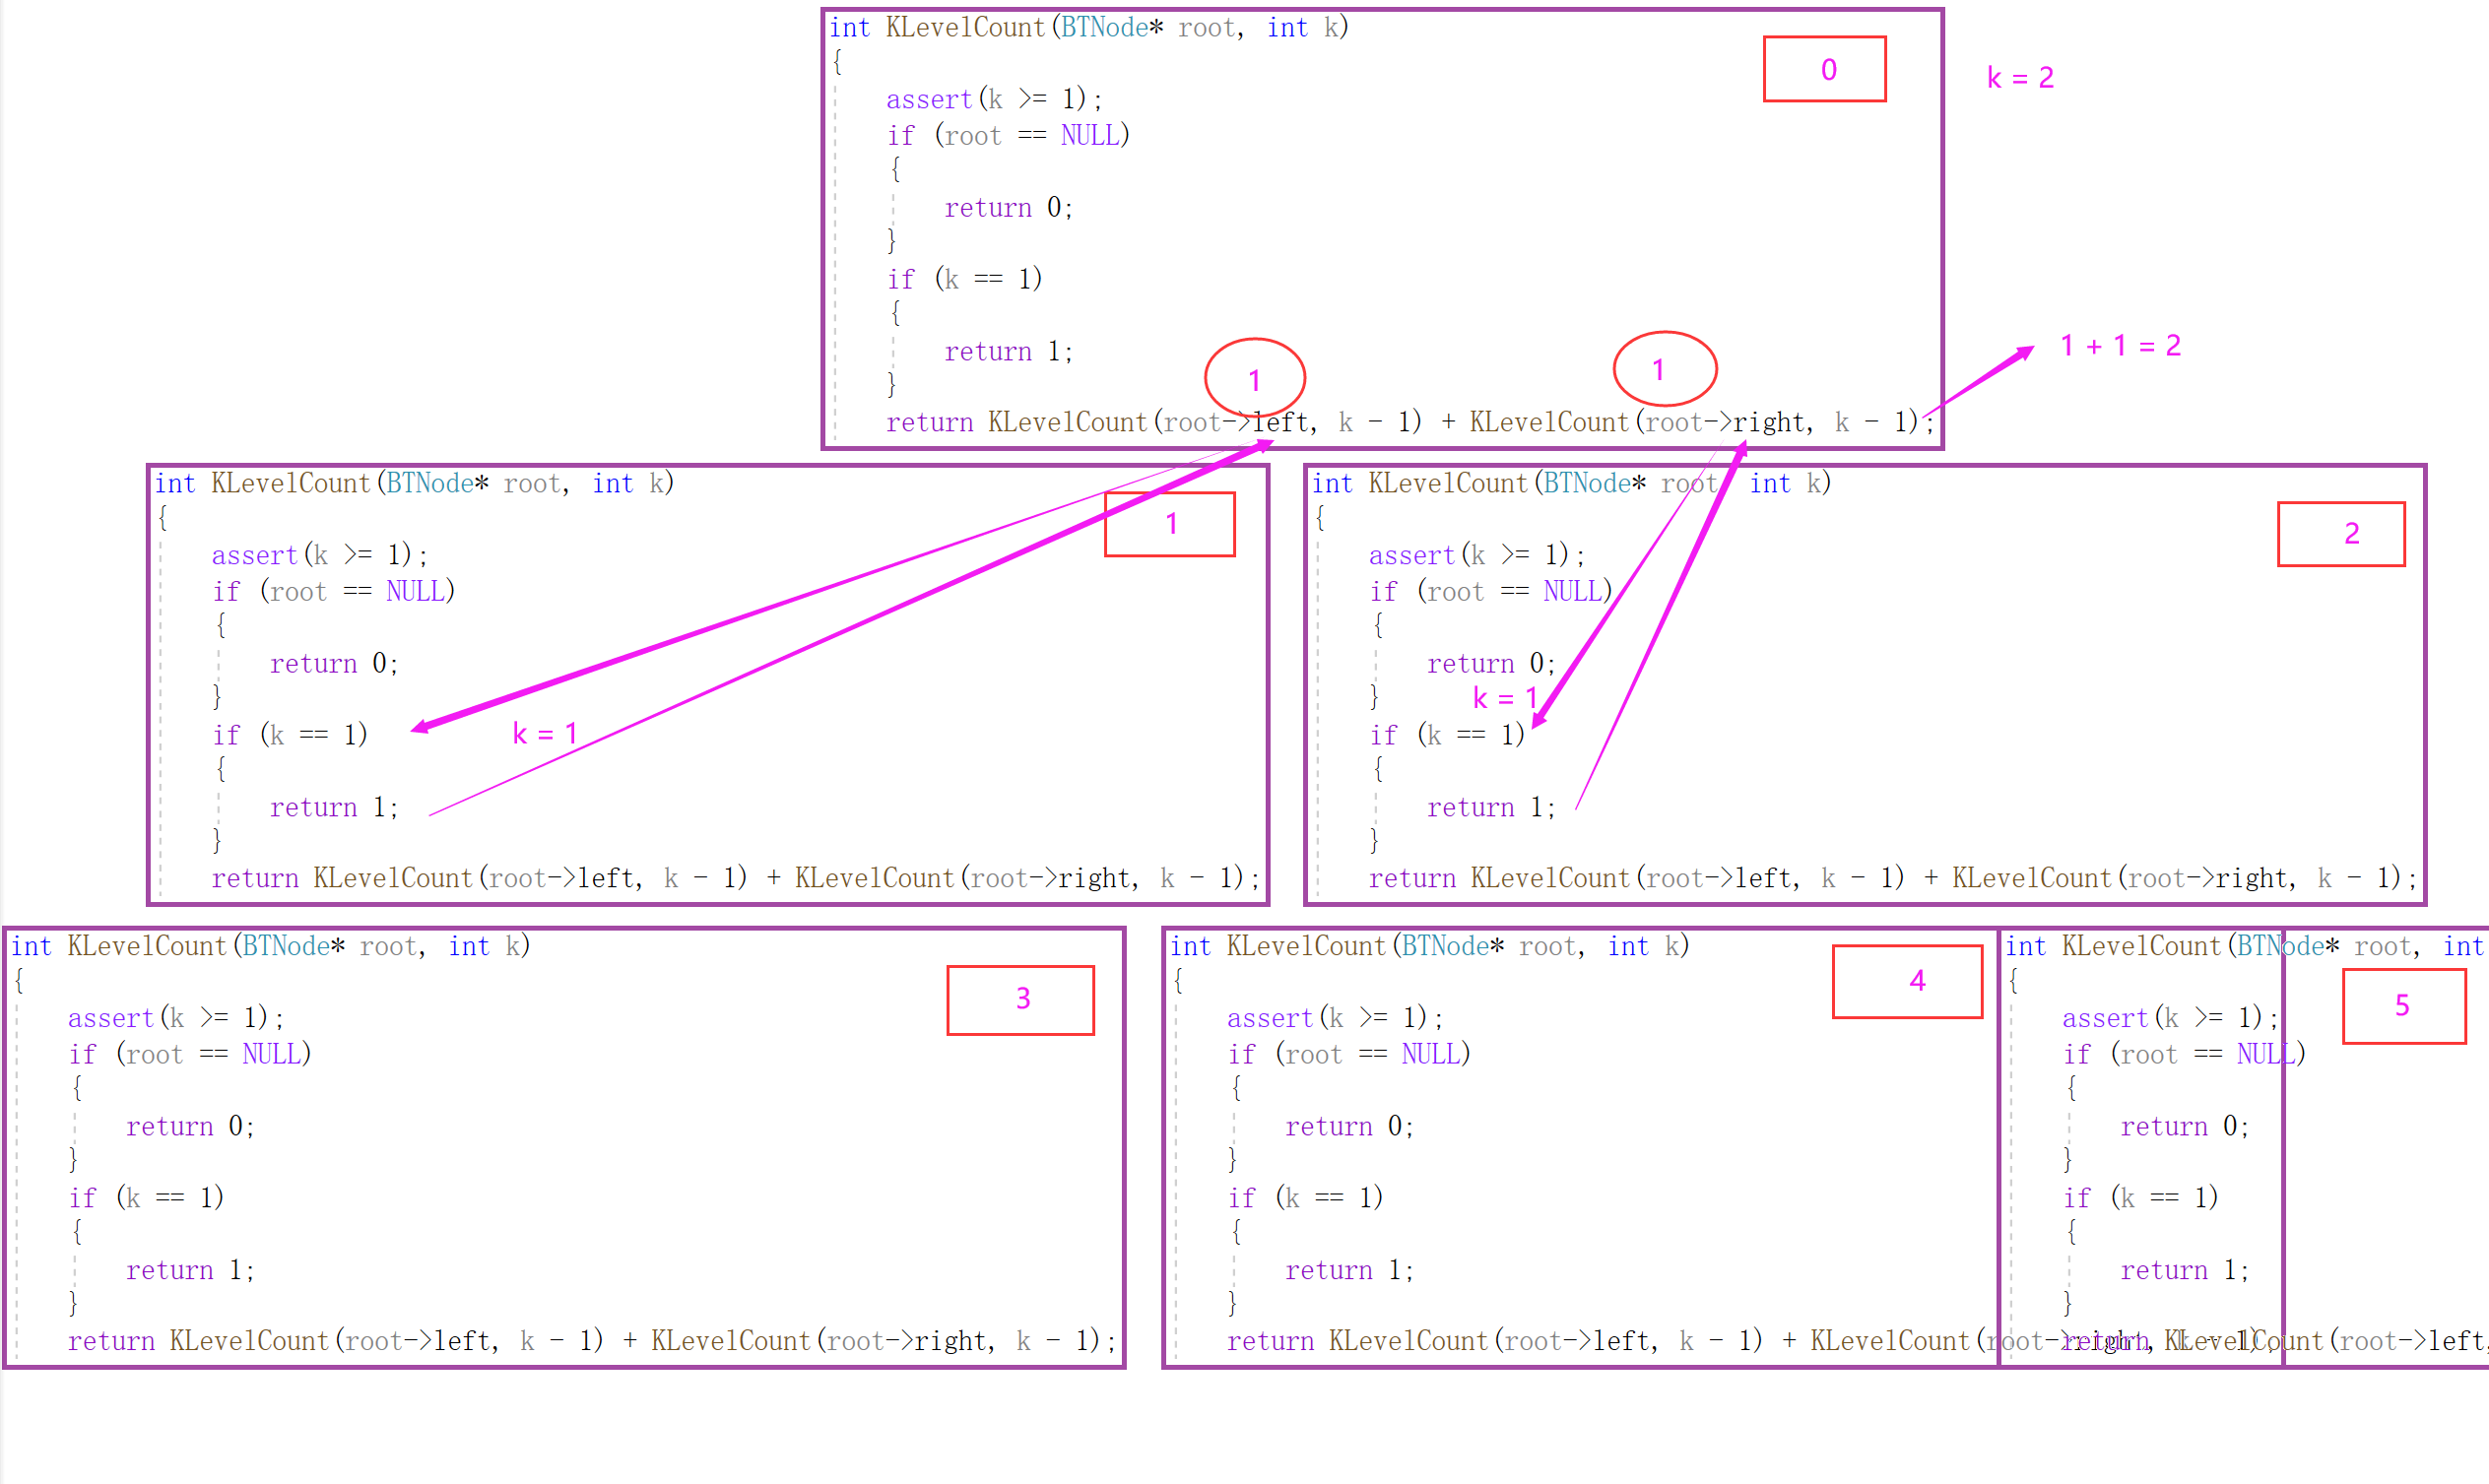 int KLevelCount(BTNode* root, int k)
{
0
k = 2
assert(k >= 1);
if (root == NULL)
{
return 0;
}
if (k == 1)
{
return 1;
}
1
1
1 + 1 = 2
return KLevelCount(root->left, k - 1) + KLevelCount(root->right, k - 1);
int KLevelCount(BTNode* root, int k)
{
1
assert(k >= 1);
if (root == NULL)
{
return 0;
}
if (k == 1)
k = 1
{
return 1;
}
return KLevelCount(root->left, k - 1) + KLevelCount(root->right, k - 1);
int KLevelCount(BTNode* root, int k)
{
2
assert(k >= 1);
if (root == NULL)
{
return 0;
}
k = 1
if (k == 1)
{
return 1;
}
return KLevelCount(root->left, k - 1) + KLevelCount(root->right, k - 1);
int KLevelCount(BTNode* root, int k)
{
3
assert(k >= 1);
if (root == NULL)
{
return 0;
}
if (k == 1)
{
return 1;
}
return KLevelCount(root->left, k - 1) + KLevelCount(root->right, k - 1);
int KLevelCount(BTNode* root, int k)
{
4
assert(k >= 1);
if (root == NULL)
{
return 0;
}
if (k == 1)
{
return 1;
}
return KLevelCount(root->left, k - 1) + KLevelCount(root->right, k - 1);
int KLevelCount(BTNode* root, int
{
5
assert(k >= 1);
if (root == NULL)
{
return 0;
}
if (k == 1)
{
return 1;
}
return KLevelCount(root->left,